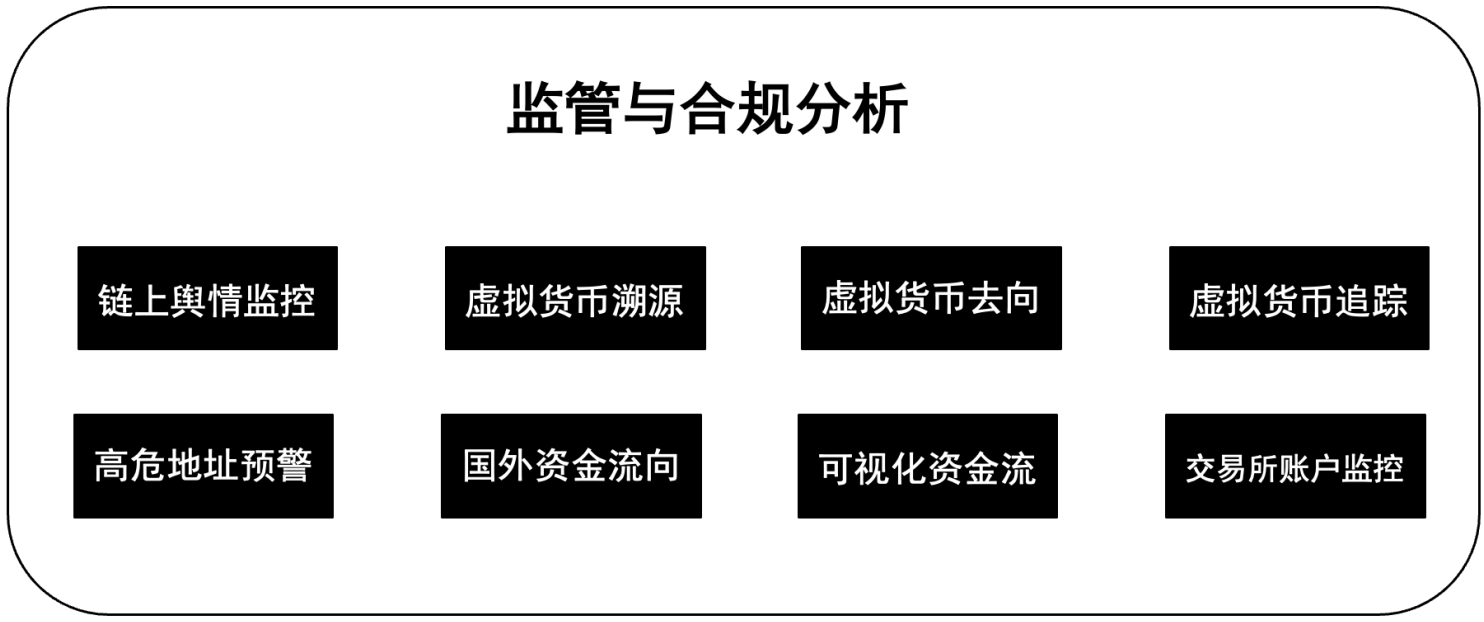 监管与合规分析
链上舆情监控
虚拟货币溯源
虚拟货币去向
虚拟货币追踪
高危地址预警
国外资金流向
可视化资金流
交易所账户监控